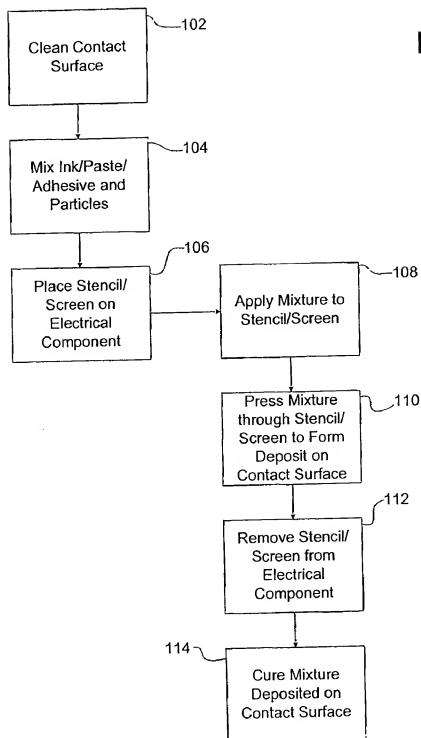 102
Clean Contact
Surface
104
Mix Ink/Paste/
Adhesive and
Particles
106
Place Stencil/
Screen on
Electrical
Component
108
Apply Mixture to
Stencil/Screen
110
Press Mixture
through Stencil/
Screen to Form
Deposit on
Contact Surface
112
Remove Stencil/
Screen from
Electrical
Component
114
Cure Mixture
Deposited on
Contact Surface